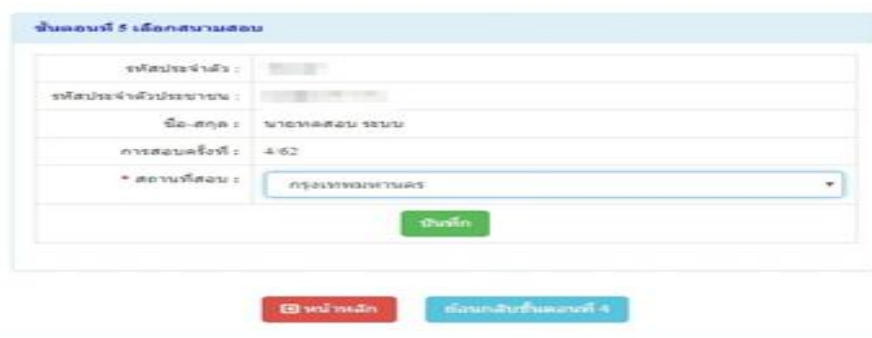 ขั้นตอนที่ 5 เลือกสนามสอบ
รหัสประจำตัว :
รหัสประจำตัวประชาชน :
ชื่อ-สกุล : นายทดสอบ ระบบ
การสอบครั้งที่ : 4/62
* สถานที่สอบ : กรุงเทพมหานคร
บันทึก
หน้าหลัก ย้อนกลับขั้นตอนที่ 4